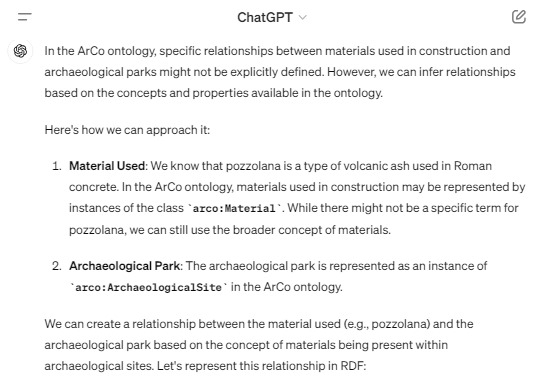 ChatGPT
In the ArCo ontology, specific relationships between materials used in construction and
archaeological parks might not be explicitly defined. However, we can infer relationships
based on the concepts and properties available in the ontology.
Here's how we can approach it:
1. Material Used: We know that pozzolana is a type of volcanic ash used in Roman
concrete. In the ArCo ontology, materials used in construction may be represented by
instances of the class `arco:Material`. While there might not be a specific term for
pozzolana, we can still use the broader concept of materials.
2. Archaeological Park: The archaeological park is represented as an instance of
`arco:ArchaeologicalSite` in the ArCo ontology.
We can create a relationship between the material used (e.g., pozzolana) and the
archaeological park based on the concept of materials being present within
archaeological sites. Let's represent this relationship in RDF: